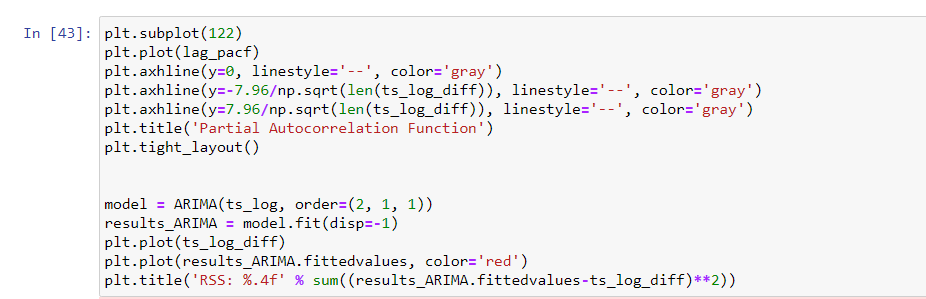 In [43]: plt.subplot(122)
plt.plot(lag_pacf)
plt.axhline(y=0, linestyle='--', color='gray')
plt.axhline(y=-7.96/np.sqrt(len(ts_log_diff)), linestyle='--', color='gray')
plt.axhline(y=7.96/np.sqrt(len(ts_log_diff)), linestyle='--', color='gray')
plt.title('Partial Autocorrelation Function')
plt.tight_layout()
model = ARIMA(ts_log, order=(2, 1, 1))
results_ARIMA = model.fit(disp=-1)
plt.plot(ts_log_diff)
plt.plot(results_ARIMA.fittedvalues, color='red')
plt.title('RSS: %.4f' % sum((results_ARIMA.fittedvalues-ts_log_diff)**2))